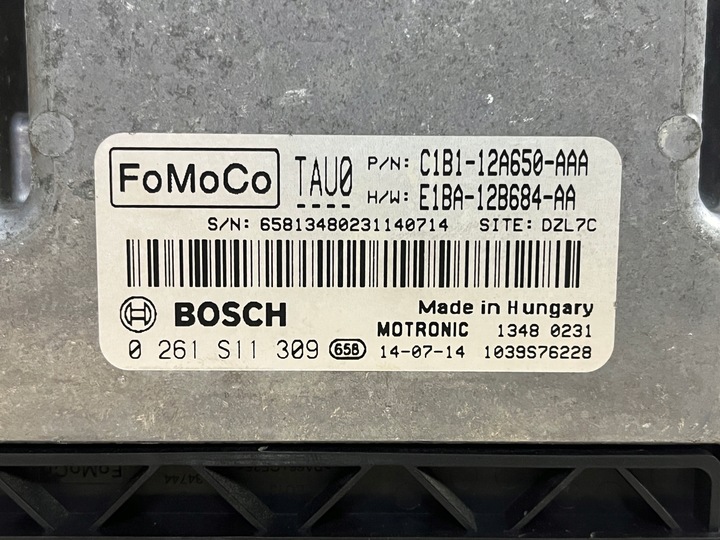 FoMoCo TAU0 P/N: C1B1-12A650-AAA
H/W: E1BA-12B684-AA
S/N: 65813480231140714 SITE: DZL7C
BOSCH Made in Hungary
MOTRONIC 1348 0231
0 261 S11 309 658 14-07-14 1039S76228
FoMoCo